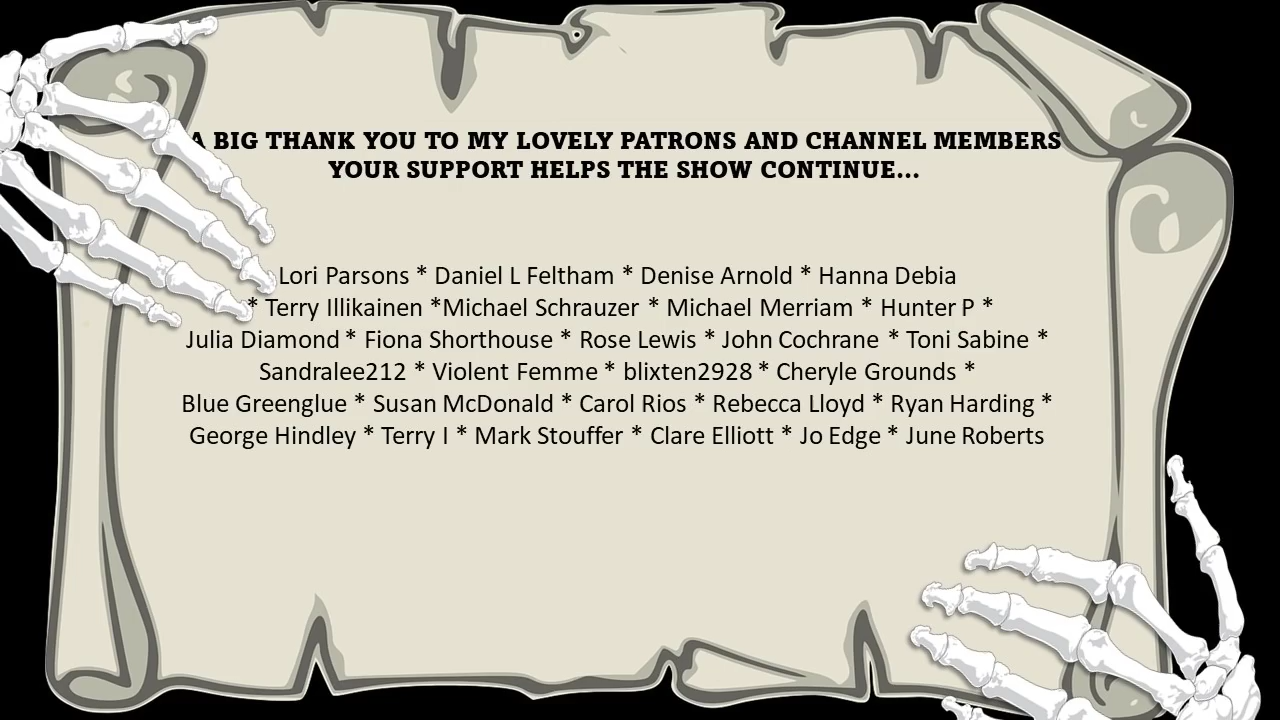 A BIG THANK YOU TO MY LOVELY PATRONS AND CHANNEL MEMBERS
YOUR SUPPORT HELPS THE SHOW CONTINUE...
Lori Parsons * Daniel L Feltham * Denise Arnold * Hanna Debia
* Terry Illikainen *Michael Schrauzer * Michael Merriam * Hunter P *
Julia Diamond * Fiona Shorthouse * Rose Lewis * John Cochrane * Toni Sabine *
Sandralee212 * Violent Femme * blixten2928 * Cheryle Grounds *
Blue Greenglue * Susan McDonald * Carol Rios * Rebecca Lloyd * Ryan Harding *
George Hindley * Terry I * Mark Stouffer * Clare Elliott * Jo Edge * June Roberts